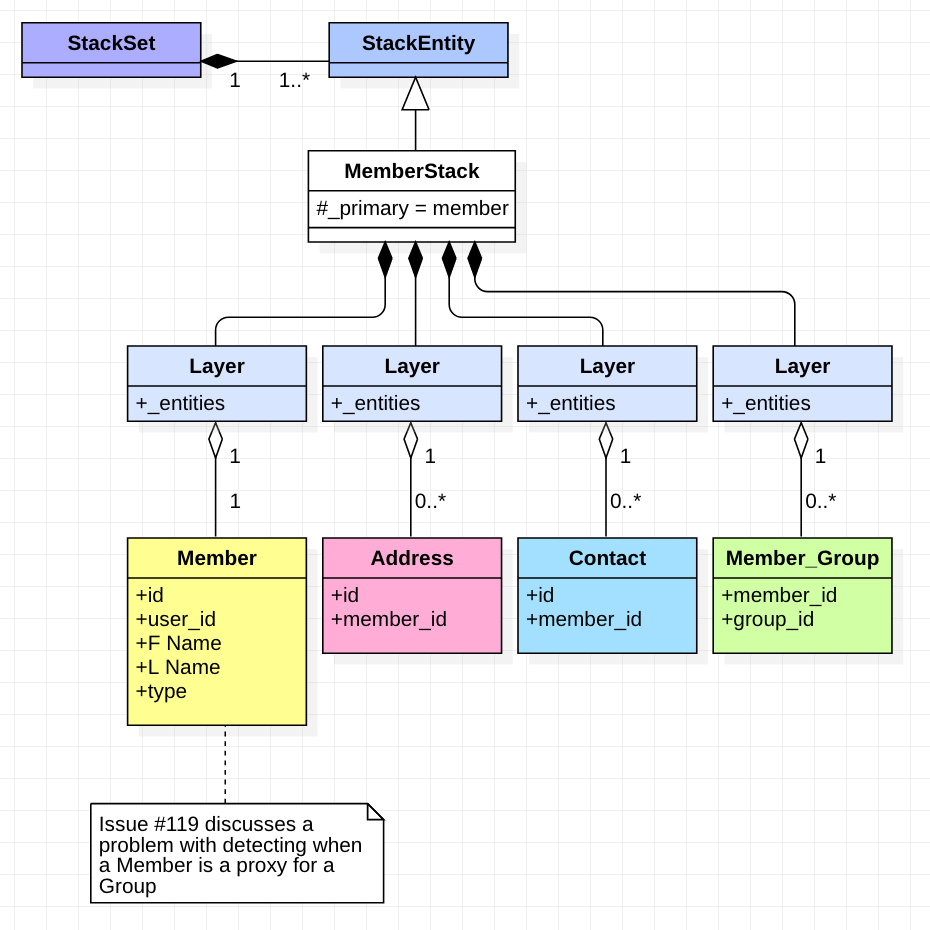 StackSet
StackEntity
1
1..*
MemberStack
#_primary = member
Layer
+_entities
Layer
+_entities
Layer
+_entities
Layer
+_entities
1
1
1
0..*
1
0..*
1
0..*
Member
+id
+user_id
+F Name
+L Name
+type
Address
+id
+member_id
Contact
+id
+member_id
Member_Group
+member_id
+group_id
Issue #119 discusses a
problem with detecting when
a Member is a proxy for a
Group